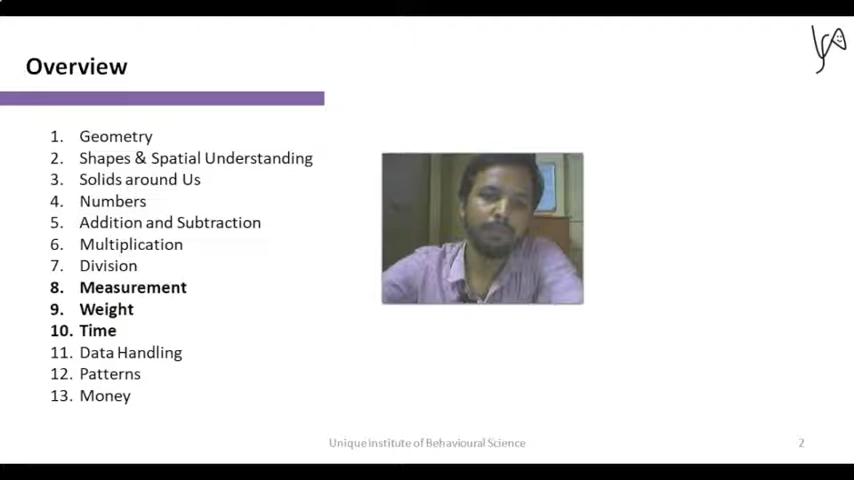 Overview
1. Geometry
2. Shapes & Spatial Understanding
3. Solids around Us
4. Numbers
5. Addition and Subtraction
6. Multiplication
7. Division
8. Measurement
9. Weight
10. Time
11. Data Handling
12. Patterns
13. Money
Unique institute of Behavioural Science
2